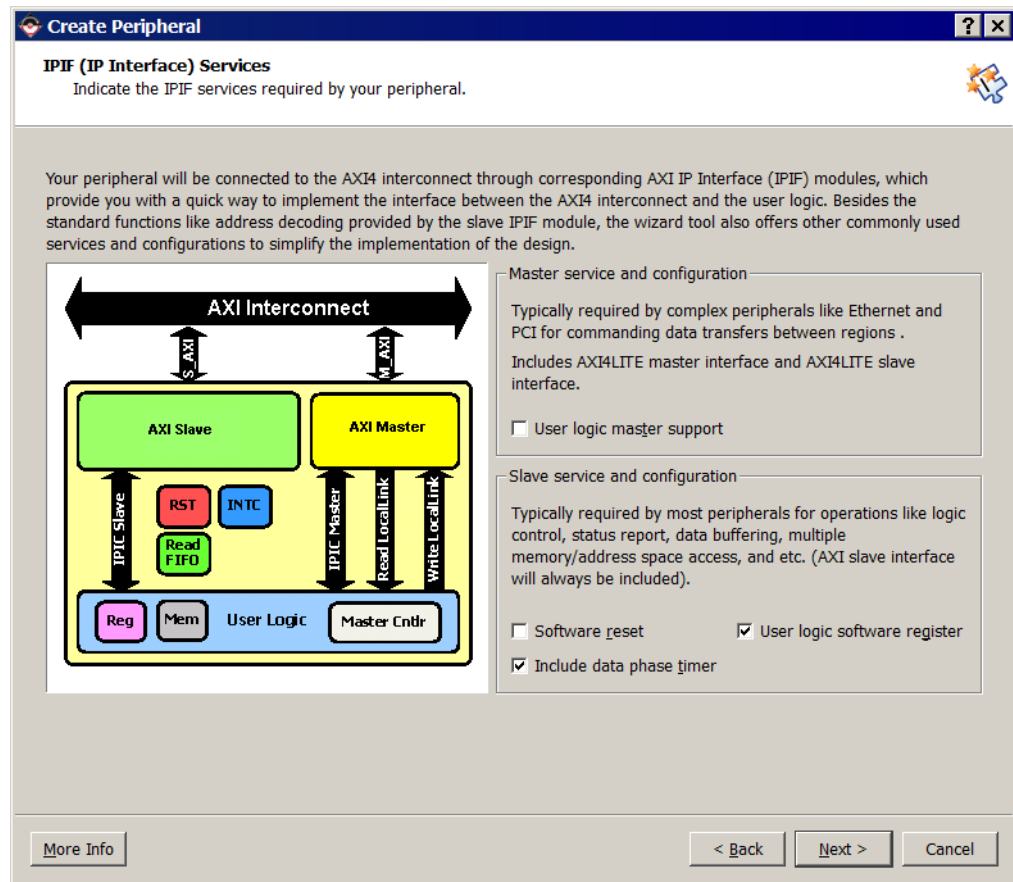 Create Peripheral
IPIF (IP Interface) Services
Indicate the IPIF services required by your peripheral.
Your peripheral will be connected to the AXI4 interconnect through corresponding AXI IP Interface (IPIF) modules, which
provide you with a quick way to implement the interface between the AXI4 interconnect and the user logic. Besides the
standard functions like address decoding provided by the slave IPIF module, the wizard tool also offers other commonly used
services and configurations to simplify the implementation of the design.
AXI Interconnect
S_AXI
M_AXI
AXI Slave
AXI Master
IPIC Slave
RST
INTC
Read
FIFO
IPIC Master
Read LocalLink
Write LocalLink
Reg
Mem
User Logic
Master Cntlr
Master service and configuration
Typically required by complex peripherals like Ethernet and
PCI for commanding data transfers between regions .
Includes AXI4LITE master interface and AXI4LITE slave
interface.
User logic master support
Slave service and configuration
Typically required by most peripherals for operations like logic
control, status report, data buffering, multiple
memory/address space access, and etc. (AXI slave interface
will always be included).
Software reset
User logic software register
Include data phase timer
More Info
< Back
Next >
Cancel